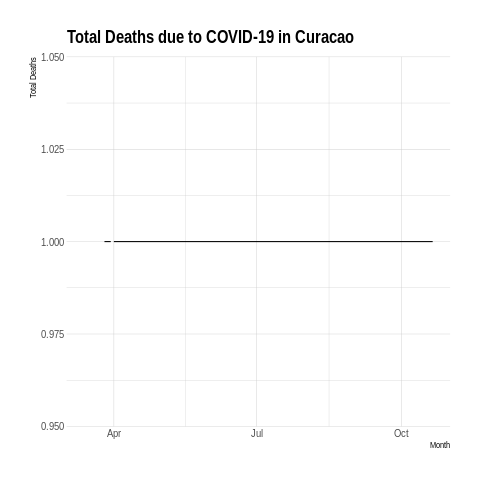 Total Deaths due to COVID-19 in Curacao
Total Deaths
1.050
1.025
1.000
0.975
0.950
Apr
Jul
Oct
Month